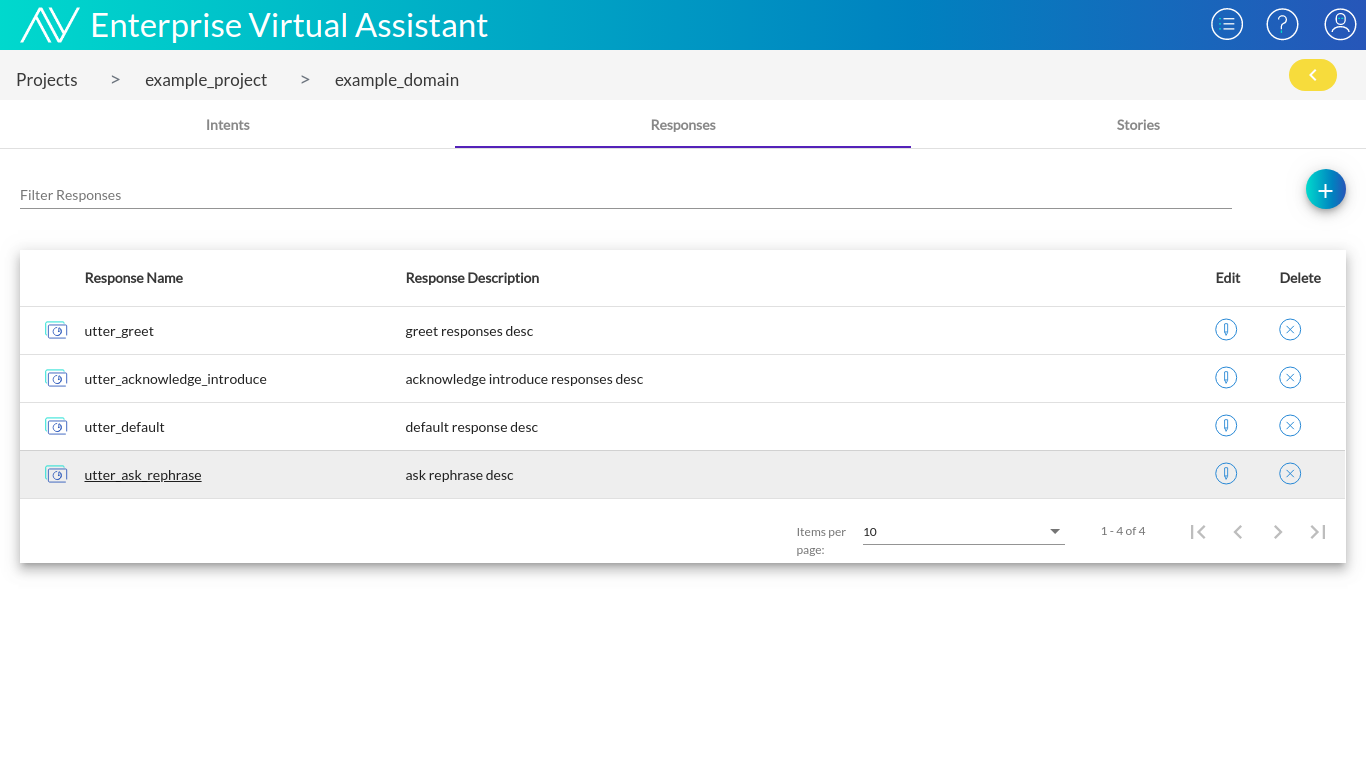 Enterprise Virtual Assistant
Projects > example_project > example_domain
Intents Responses Stories
Filter Responses
Response Name Response Description Edit Delete
utter_greet greet responses desc
utter_acknowledge_introduce acknowledge introduce responses desc
utter_default default response desc
utter_ask_rephrase ask rephrase desc
Items per page: 10 1 - 4 of 4